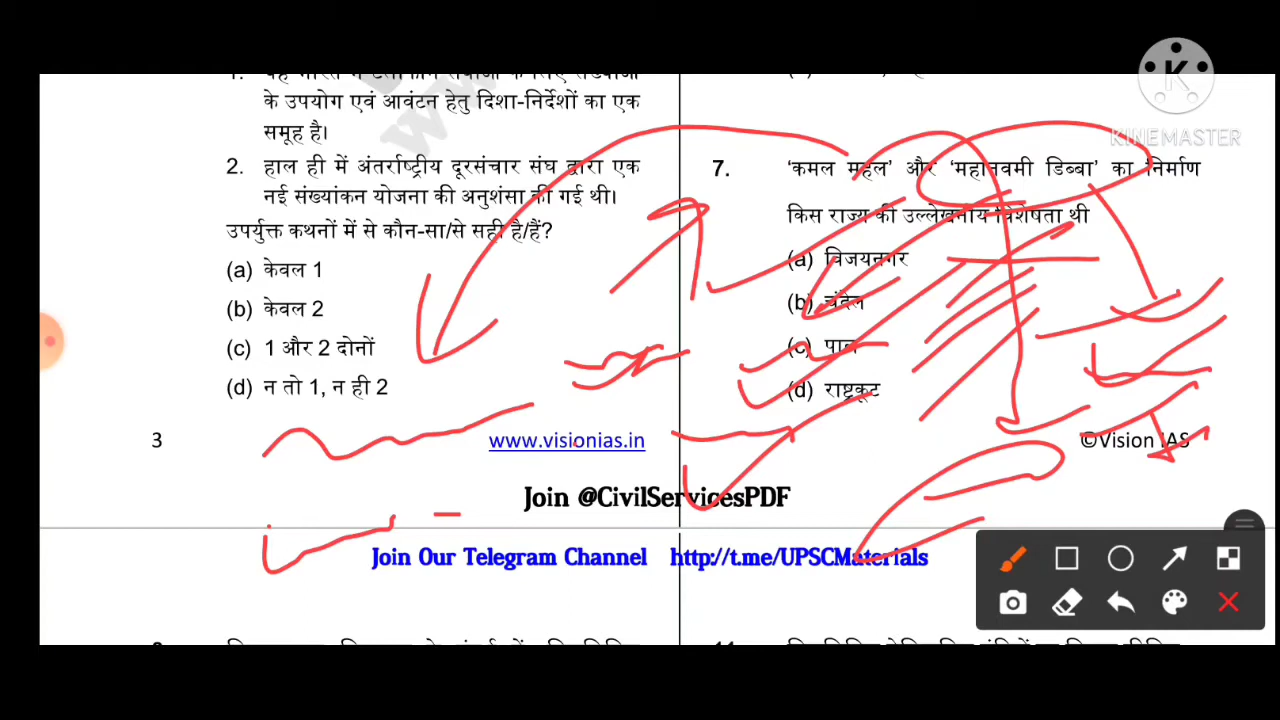 के उपयोग एवं आवंटन हेतु दिशा-निर्देशों का एक
समूह है।
2. हाल ही में अंतर्राष्ट्रीय दूरसंचार संघ द्वारा एक
नई संख्यांकन योजना की अनुशंसा की गई थी।
उपर्युक्त कथनों में से कौन-सा/से सही है/हैं?
(a) केवल 1
(b) केवल 2
(c) 1 और 2 दोनों
(d) न तो 1, न ही 2
7. 'कमल महल' और 'महानवमी डिब्बा' का निर्माण
किस राज्य की उल्लेखनीय विशेषता थी
(a) विजयनगर
(b) चंदेल
(c) पाल
(d) राष्ट्रकूट
3
www.visionias.in
©Vision IAS
Join @CivilServicesPDF
Join Our Telegram Channel http://t.me/UPSCMaterials
K
KINEMASTER